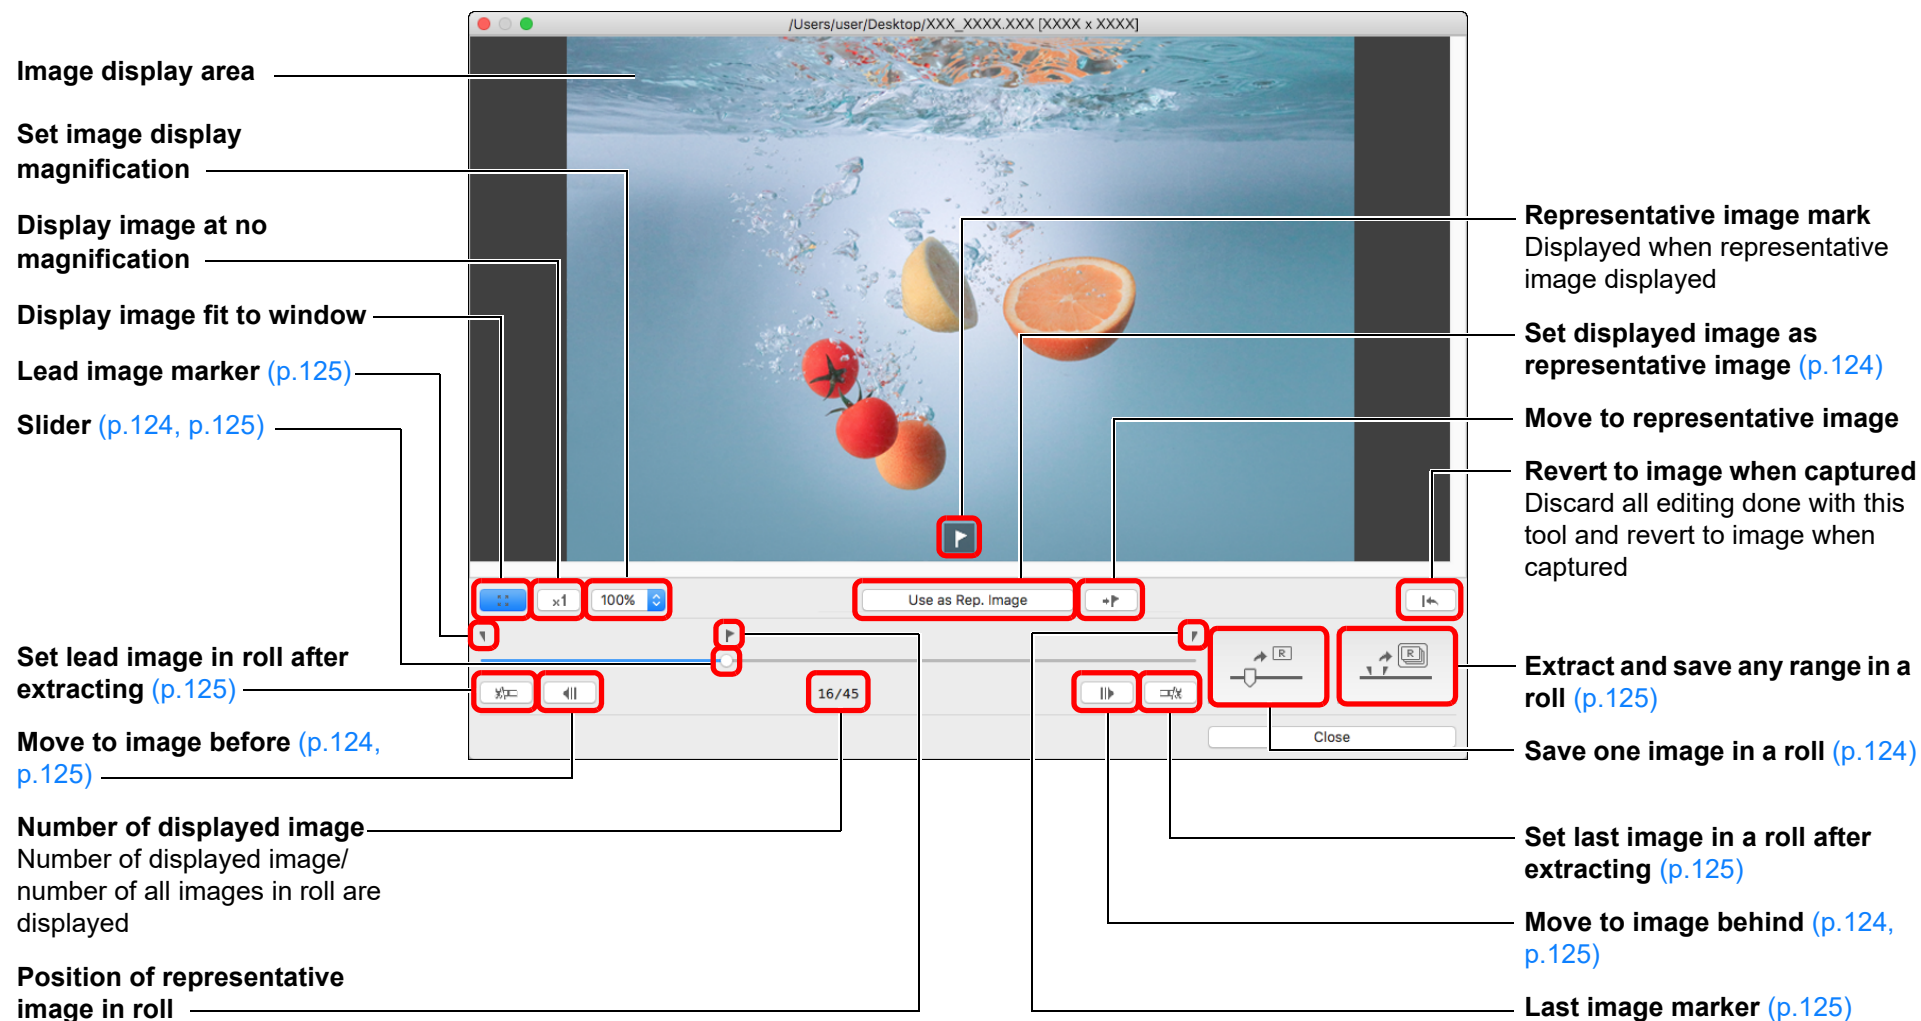 /Users/user/Desktop/XXX_XXXX.XXX [XXXX x XXXX]
Image display area
Set image display
magnification
Display image at no
magnification
Display image fit to window
Lead image marker (p.125)
Slider (p.124, p.125)
Set lead image in roll after
extracting (p.125)
Move to image before (p.124,
p.125)
Number of displayed image
Number of displayed image/
number of all images in roll are
displayed
Position of representative
image in roll
x1
100%
Use as Rep. Image
16/45
R
R
Close
Representative image mark
Displayed when representative
image displayed
Set displayed image as
representative image (p.124)
Move to representative image
Revert to image when captured
Discard all editing done with this
tool and revert to image when
captured
Extract and save any range in a
roll (p.125)
Save one image in a roll (p.124)
Set last image in a roll after
extracting (p.125)
Move to image behind (p.124,
p.125)
Last image marker (p.125)